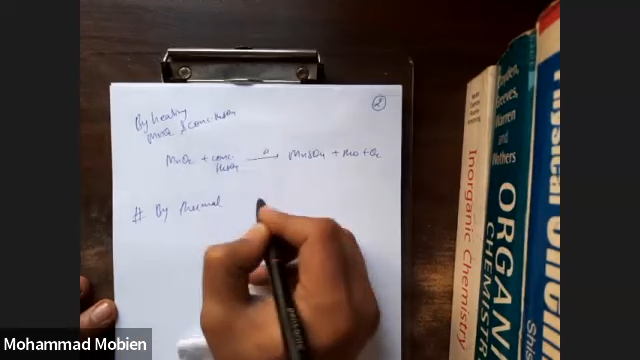 2
By heating
MnO2 & conc. H2SO4
MnO2 + conc. H2SO4 Δ→ MnSO4 + H2O + O2
# By Thermal
Inorganic Chemistry
Clayden, Greeves, Warren and Wothers
ORGANIC CHEMISTRY
Physical Chemistry
Mohammad Mobien